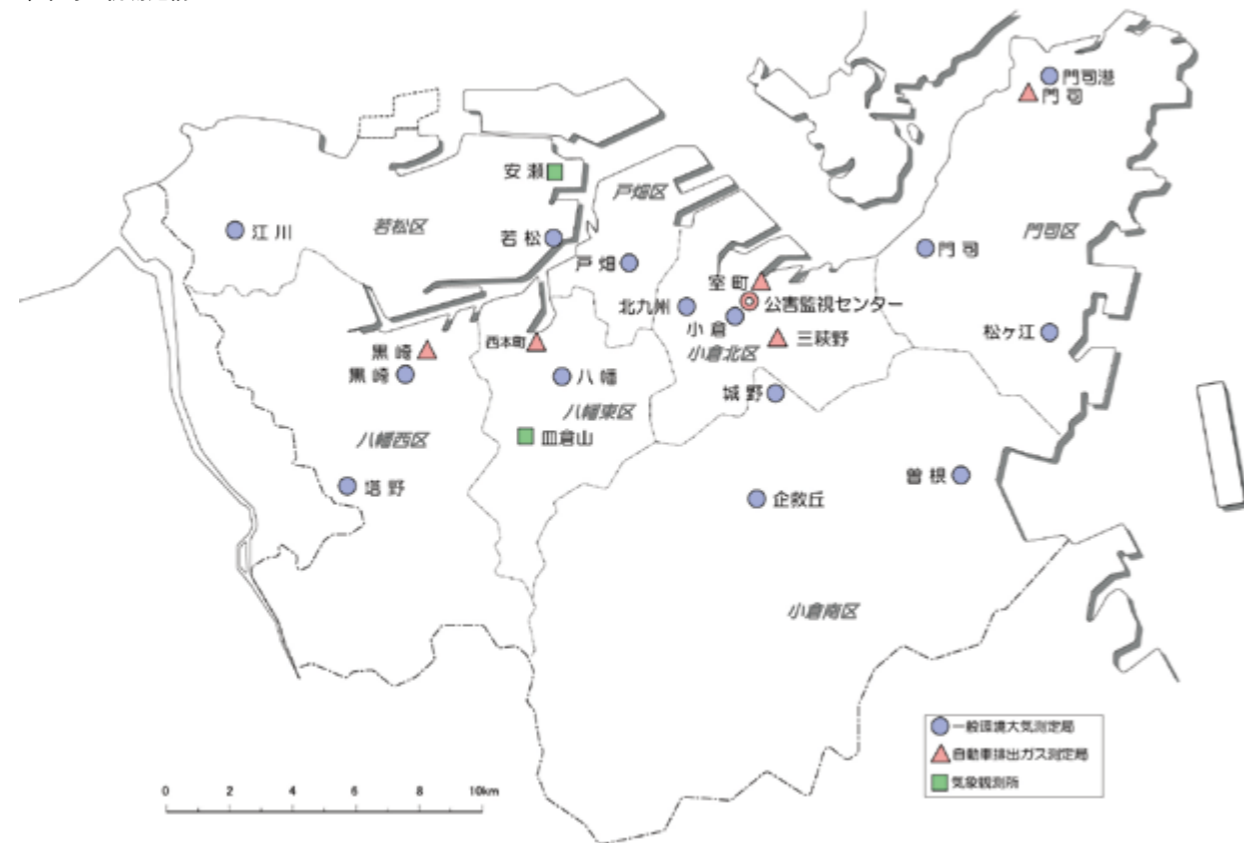 門司港
門 司
安 瀬
戸畑区
若松区
江 川
若 松
門司区
門 司
戸 畑
室 町
公害監視センター
北九州
小 倉
松ヶ江
三萩野
小倉北区
西本町
黒 崎
黒 崎
八 幡
城 野
八幡東区
八幡西区
皿倉山
曽 根
塔 野
企救丘
小倉南区
一般環境大気測定局
自動車排出ガス測定局
気象観測所
0 2 4 6 8 10km